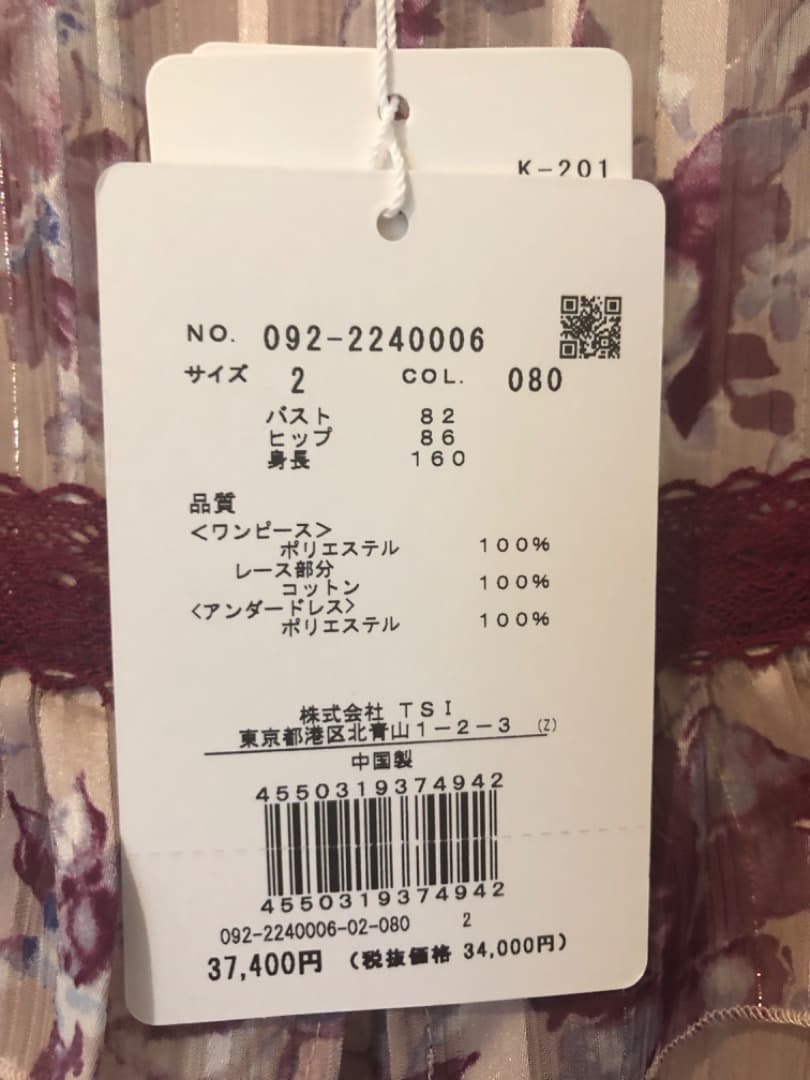 K-201
NO. 092-2240006
サイズ 2 COL. 080
バスト 82
ヒップ 86
身長 160
品質
<ワンピース>
ポリエステル 100%
レース部分
コットン 100%
<アンダードレス>
ポリエステル 100%
株式会社 TSI
東京都港区北青山1-2-3 (Z)
中国製
4550319374942
4550319374942
092-2240006-02-080 2
37,400円 (税抜価格 34,000円)